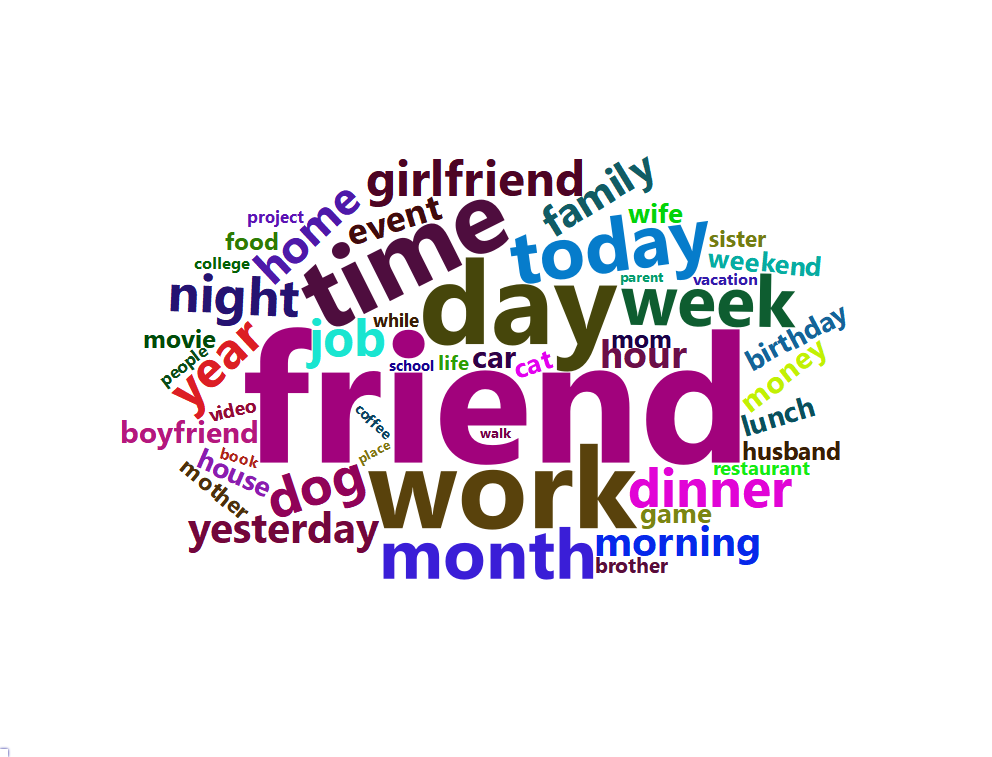 girlfriend
family
project
home
event
time
wife
food
today
sister
college
weekend
night
day
parent
vacation
week
movie
job
while
mom
birthday
people
year
school
life
car
cat
hour
money
friend
video
coffee
lunch
boyfriend
walk
book
place
husband
house
mother
dog
work
restaurant
dinner
yesterday
game
month
morning
brother